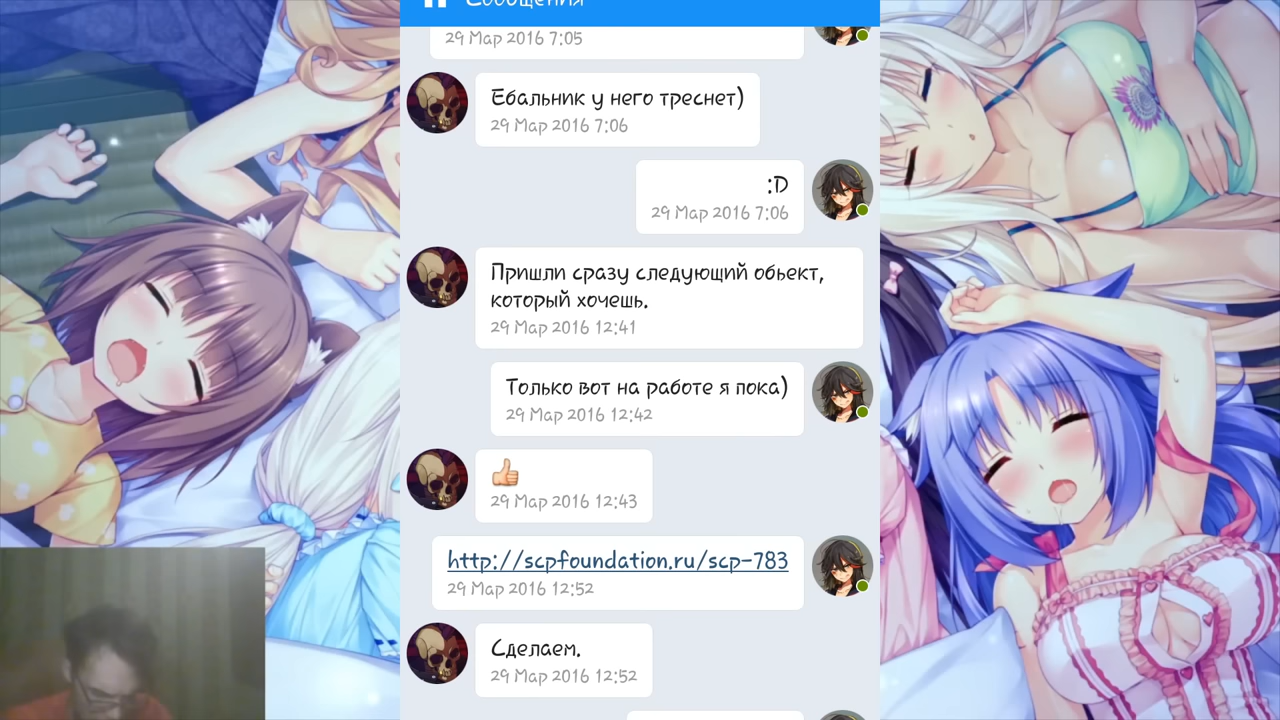 Сообщения
29 Мар 2016 7:05
Ебальник у него треснет)
29 Мар 2016 7:06
:D
29 Мар 2016 7:06
Пришли сразу следующий обьект,
который хочешь.
29 Мар 2016 12:41
Только вот на работе я пока)
29 Мар 2016 12:42
29 Мар 2016 12:43
http://scpfoundation.ru/scp-783
29 Мар 2016 12:52
Сделаем.
29 Мар 2016 12:52